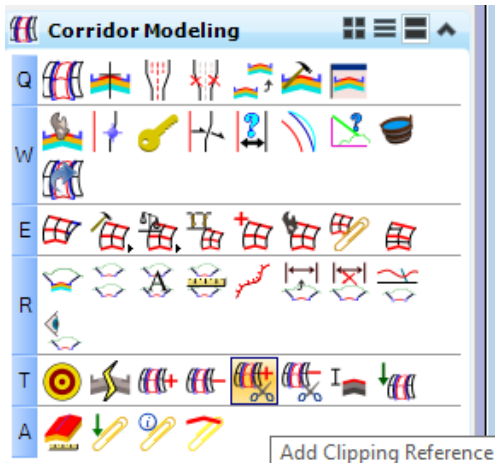 Corridor Modeling
Q
W
E
R
T
A
Add Clipping Reference